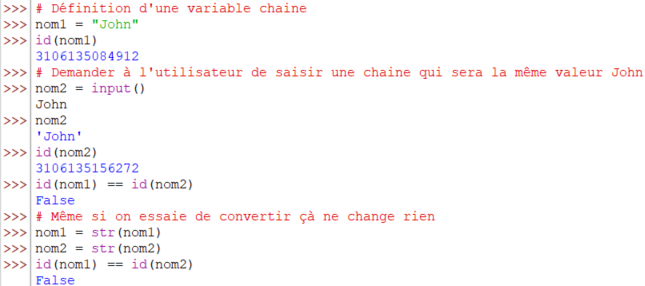 >>> # Définition d'une variable chaine
>>> nom1 = "John"
>>> id(nom1)
3106135084912
>>> # Demander à l'utilisateur de saisir une chaine qui sera la même valeur John
>>> nom2 = input()
John
>>> nom2
'John'
>>> id(nom2)
3106135156272
>>> id(nom1) == id(nom2)
False
>>> # Même si on essaie de convertir çà ne change rien
>>> nom1 = str(nom1)
>>> nom2 = str(nom2)
>>> id(nom1) == id(nom2)
False